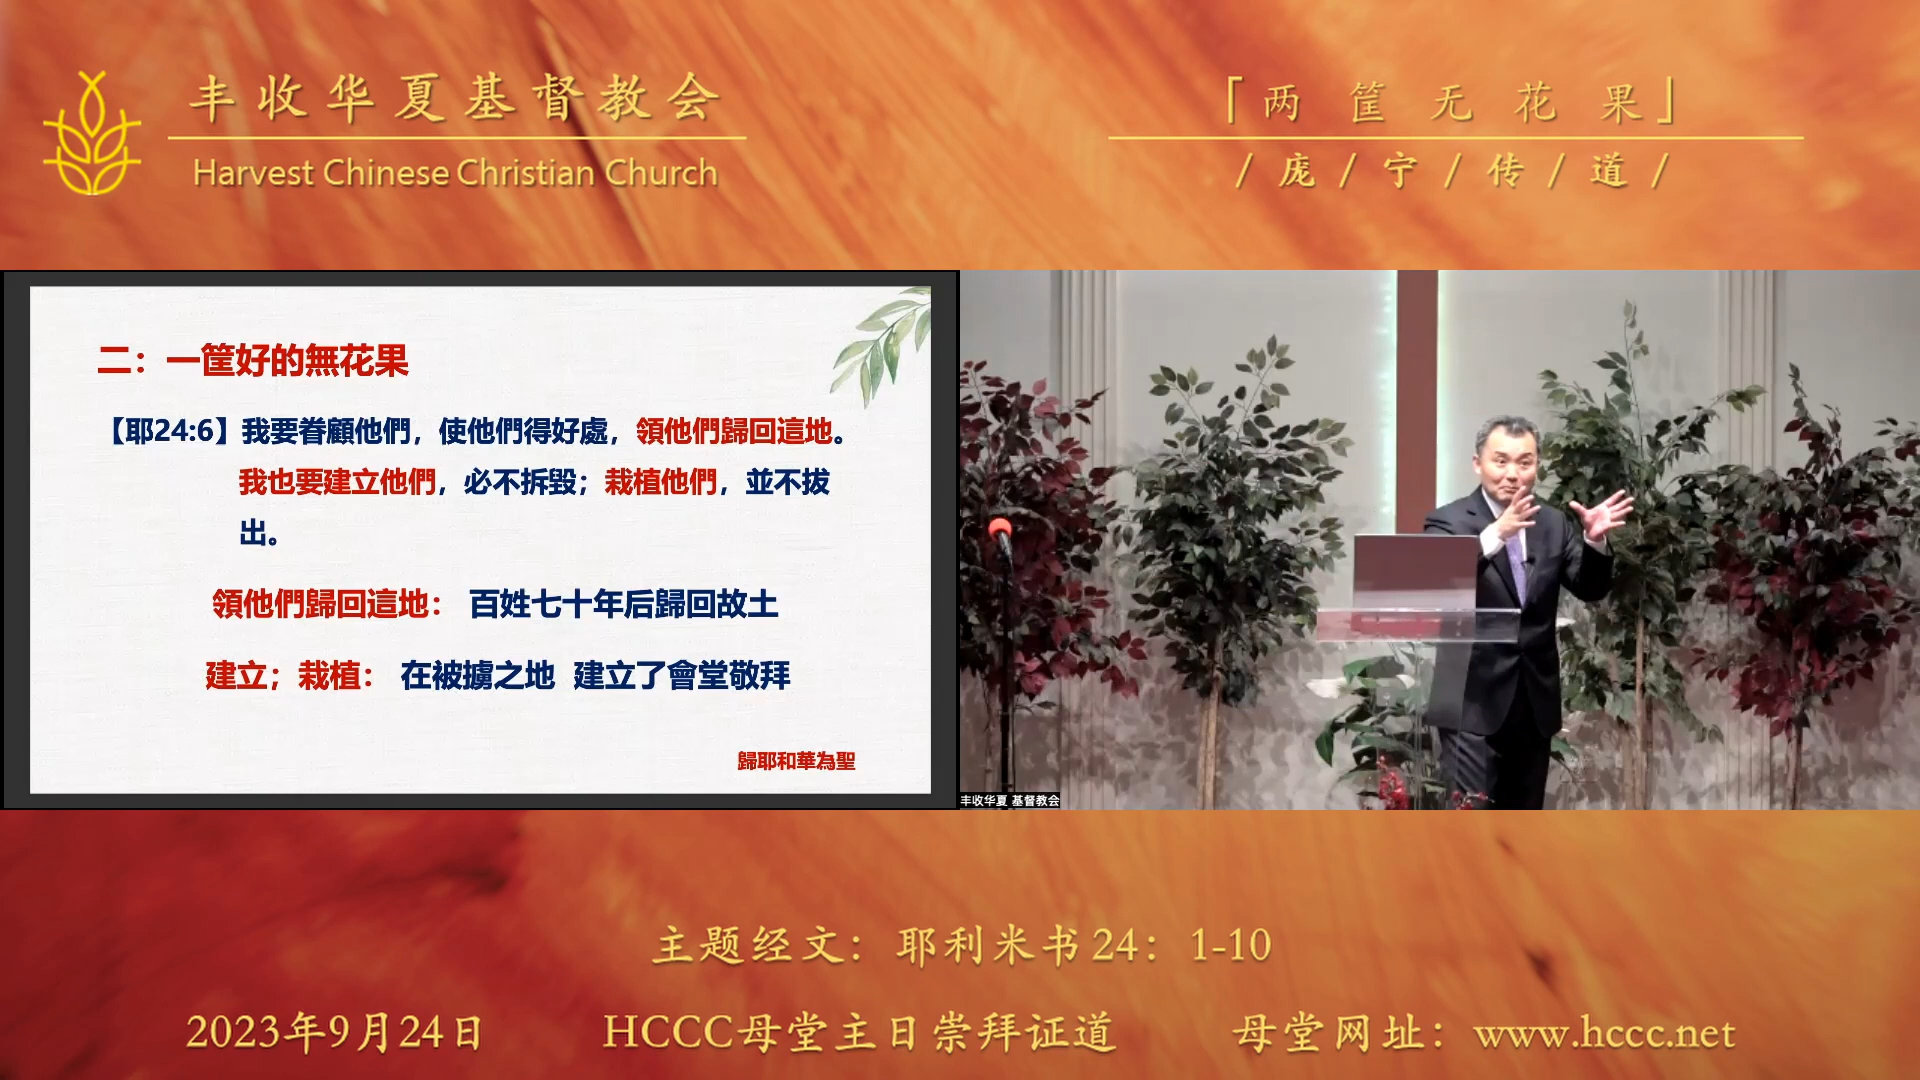 丰收华夏基督教会
Harvest Chinese Christian Church
「两筐无花果」
/ 庞 / 宁 / 传 / 道 /
二：一筐好的無花果
【耶24:6】我要眷顧他們，使他們得好處，領他們歸回這地。
我也要建立他們，必不拆毀；栽植他們，並不拔
出。
領他們歸回這地： 百姓七十年后歸回故土
建立；栽植： 在被擄之地 建立了會堂敬拜
歸耶和華為聖
丰收华夏 基督教会
主题经文：耶利米书 24：1-10
2023年9月24日
HCCC母堂主日崇拜证道
母堂网址：www.hccc.net